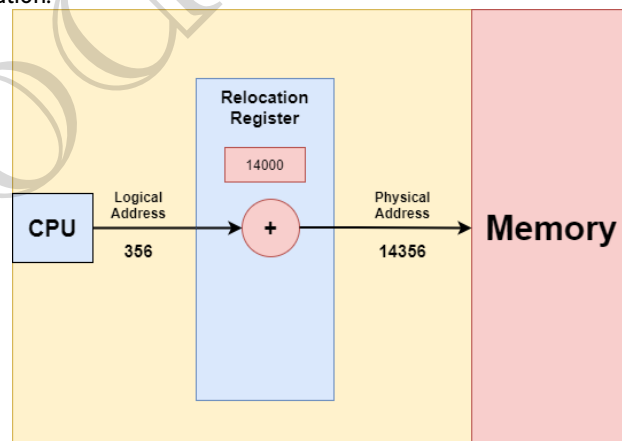 Relocation
Register
14000
Logical
Address
Physical
Address
CPU
+
Memory
356
14356